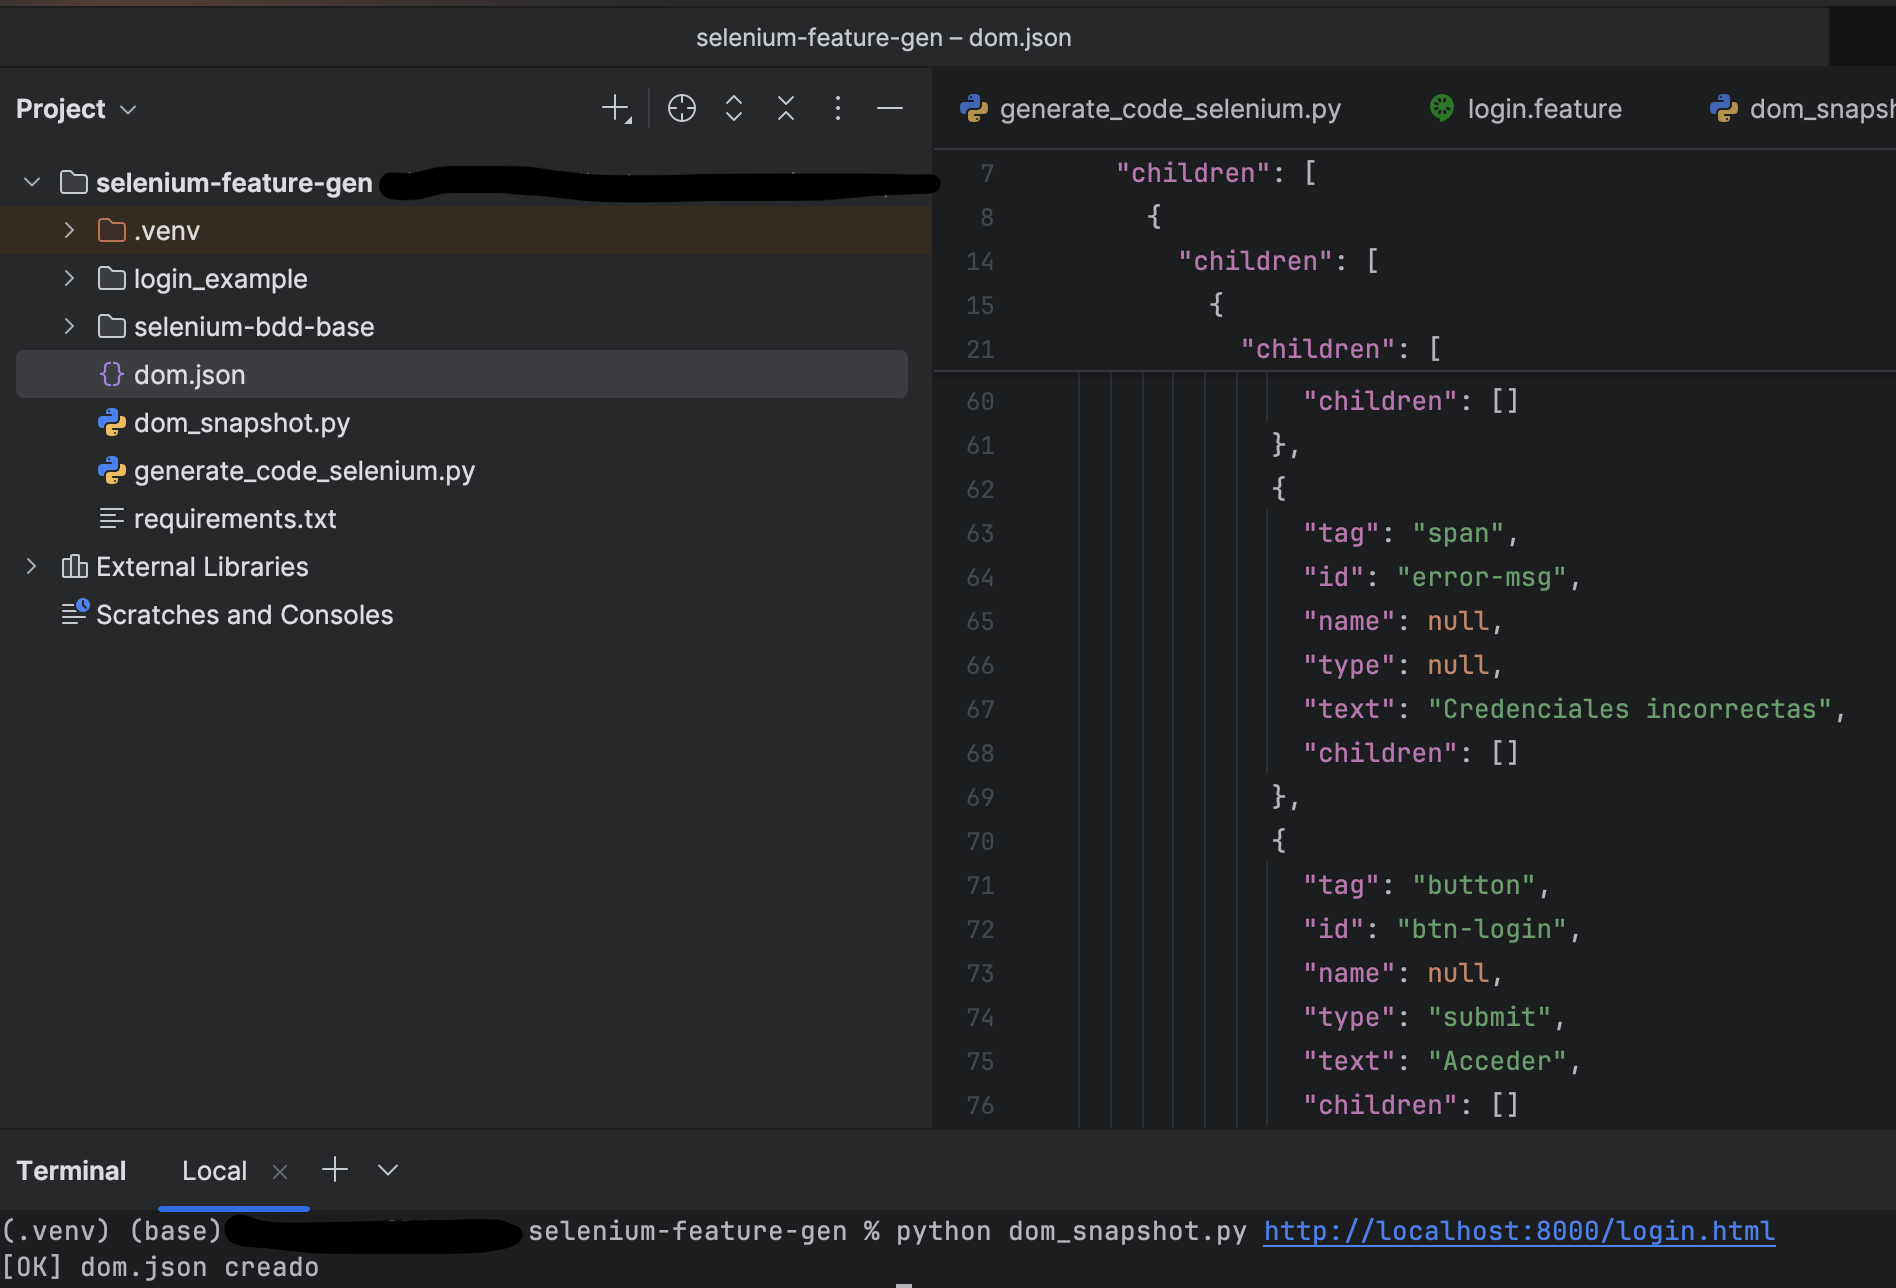 selenium-feature-gen – dom.json
Project
selenium-feature-gen
.venv
login_example
selenium-bdd-base
dom.json
dom_snapshot.py
generate_code_selenium.py
requirements.txt
External Libraries
Scratches and Consoles
generate_code_selenium.py login.feature dom_snapsh
7 "children": [
8 {
14 "children": [
15 {
21 "children": [
60 "children": []
61 },
62 {
63 "tag": "span",
64 "id": "error-msg",
65 "name": null,
66 "type": null,
67 "text": "Credenciales incorrectas",
68 "children": []
69 },
70 {
71 "tag": "button",
72 "id": "btn-login",
73 "name": null,
74 "type": "submit",
75 "text": "Acceder",
76 "children": []
Terminal Local
(.venv) (base) selenium-feature-gen % python dom_snapshot.py http://localhost:8000/login.html
[OK] dom.json creado